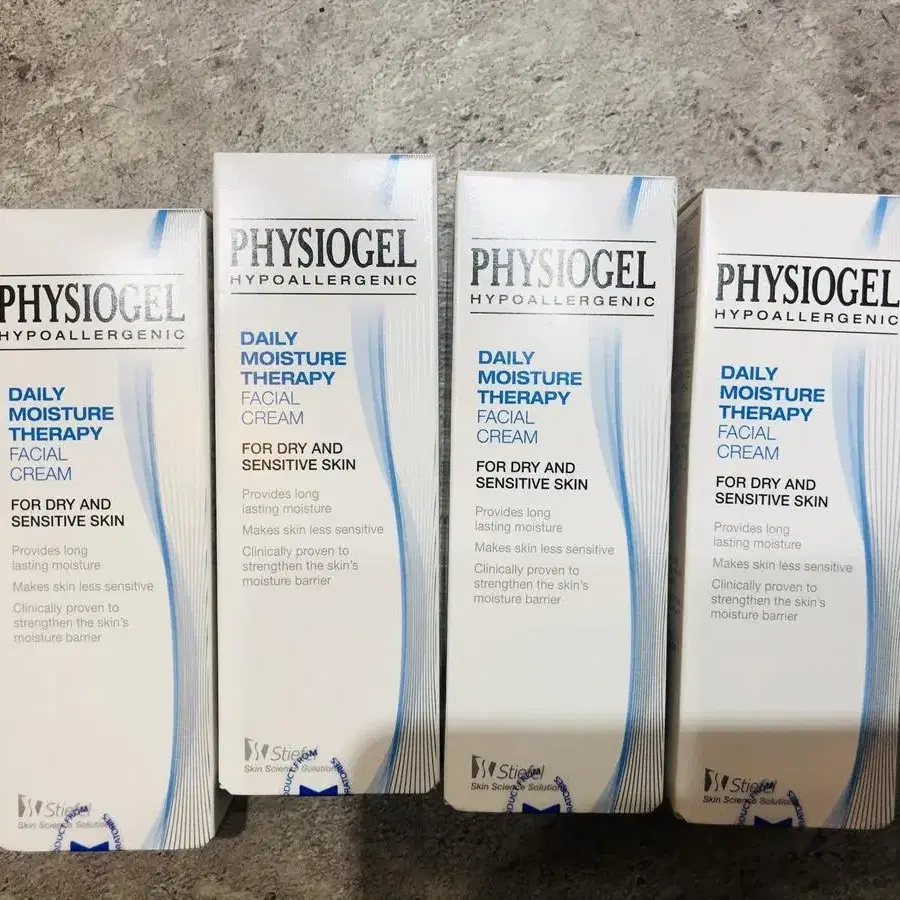 PHYSIOGEL
HYPOALLERGENIC
DAILY
MOISTURE
THERAPY
FACIAL
CREAM
FOR DRY AND
SENSITIVE SKIN
Provides long
lasting moisture
Makes skin less sensitive
Clinically proven to
strengthen the skin's
moisture barrier
Stiefel
Skin Science Solutions
PHYSIOGEL
HYPOALLERGENIC
DAILY
MOISTURE
THERAPY
FACIAL
CREAM
FOR DRY AND
SENSITIVE SKIN
Provides long
lasting moisture
Makes skin less sensitive
Clinically proven to
strengthen the skin's
moisture barrier
Stiefel
Skin Science Solutions
PHYSIOGEL
HYPOALLERGENIC
DAILY
MOISTURE
THERAPY
FACIAL
CREAM
FOR DRY AND
SENSITIVE SKIN
Provides long
lasting moisture
Makes skin less sensitive
Clinically proven to
strengthen the skin's
moisture barrier
Stiefel
Skin Science Solutions
PHYSIOGEL
HYPOALLERGENIC
DAILY
MOISTURE
THERAPY
FACIAL
CREAM
FOR DRY AND
SENSITIVE SKIN
Provides long
lasting moisture
Makes skin less sensitive
Clinically proven to
strengthen the skin's
moisture barrier
Stiefel
Skin Science Solutions